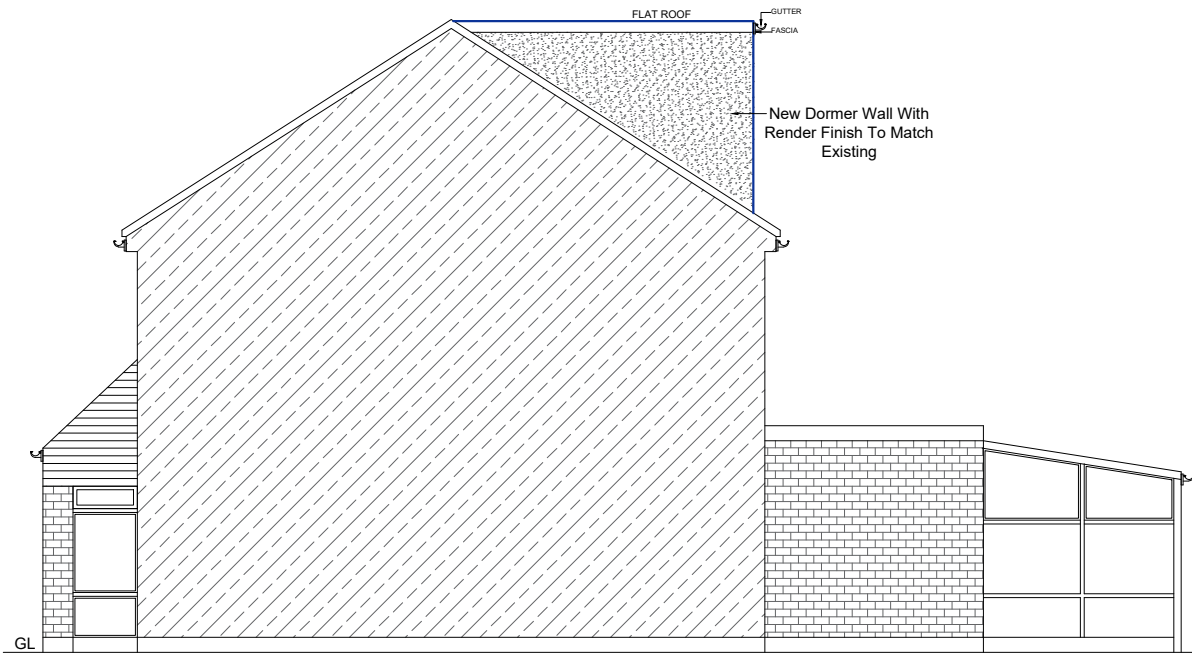 FLAT ROOF
GUTTER
FASCIA
New Dormer Wall With
Render Finish To Match
Existing
GL